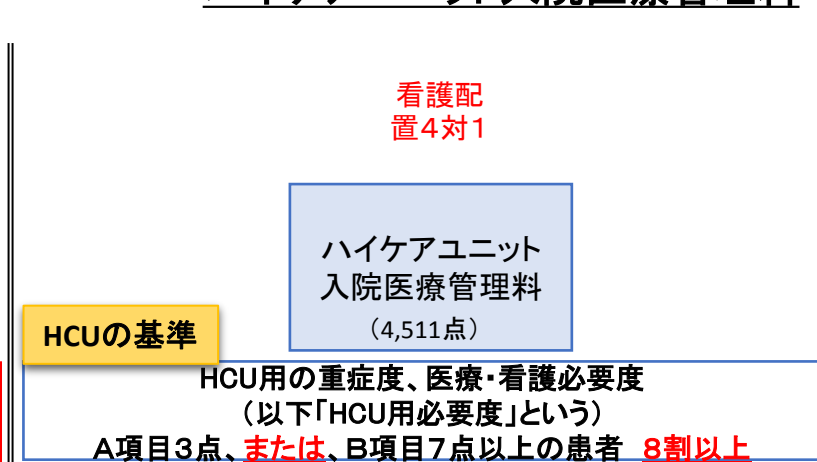 看護配
置4対1
ハイケアユニット
入院医療管理料
（4,511点）
HCUの基準
HCU用の重症度、医療・看護必要度
（以下「HCU用必要度」という）
A項目3点、または、B項目7点以上の患者　8割以上